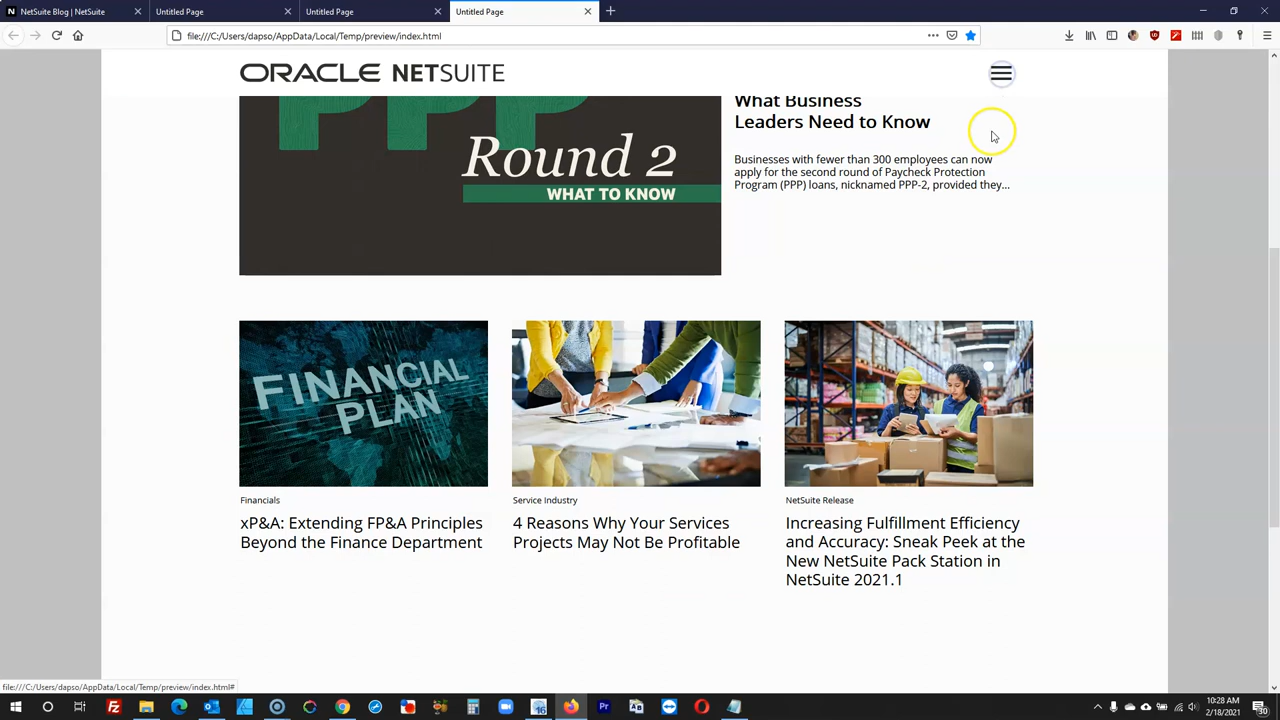 NetSuite Blog | NetSuite
Untitled Page
Untitled Page
Untitled Page
file:///C:/Users/dapso/AppData/Local/Temp/preview/index.html
ORACLE NETSUITE
PPP
What Business
Leaders Need to Know
Round 2
WHAT TO KNOW
Businesses with fewer than 300 employees can now
apply for the second round of Paycheck Protection
Program (PPP) loans, nicknamed PPP-2, provided they...
FINANCIAL
PLAN
Financials
xP&A: Extending FP&A Principles
Beyond the Finance Department
Service Industry
4 Reasons Why Your Services
Projects May Not Be Profitable
NetSuite Release
Increasing Fulfillment Efficiency
and Accuracy: Sneak Peek at the
New NetSuite Pack Station in
NetSuite 2021.1
file:///C:/Users/dapso/AppData/Local/Temp/preview/index.html#
10:28 AM
2/18/2021